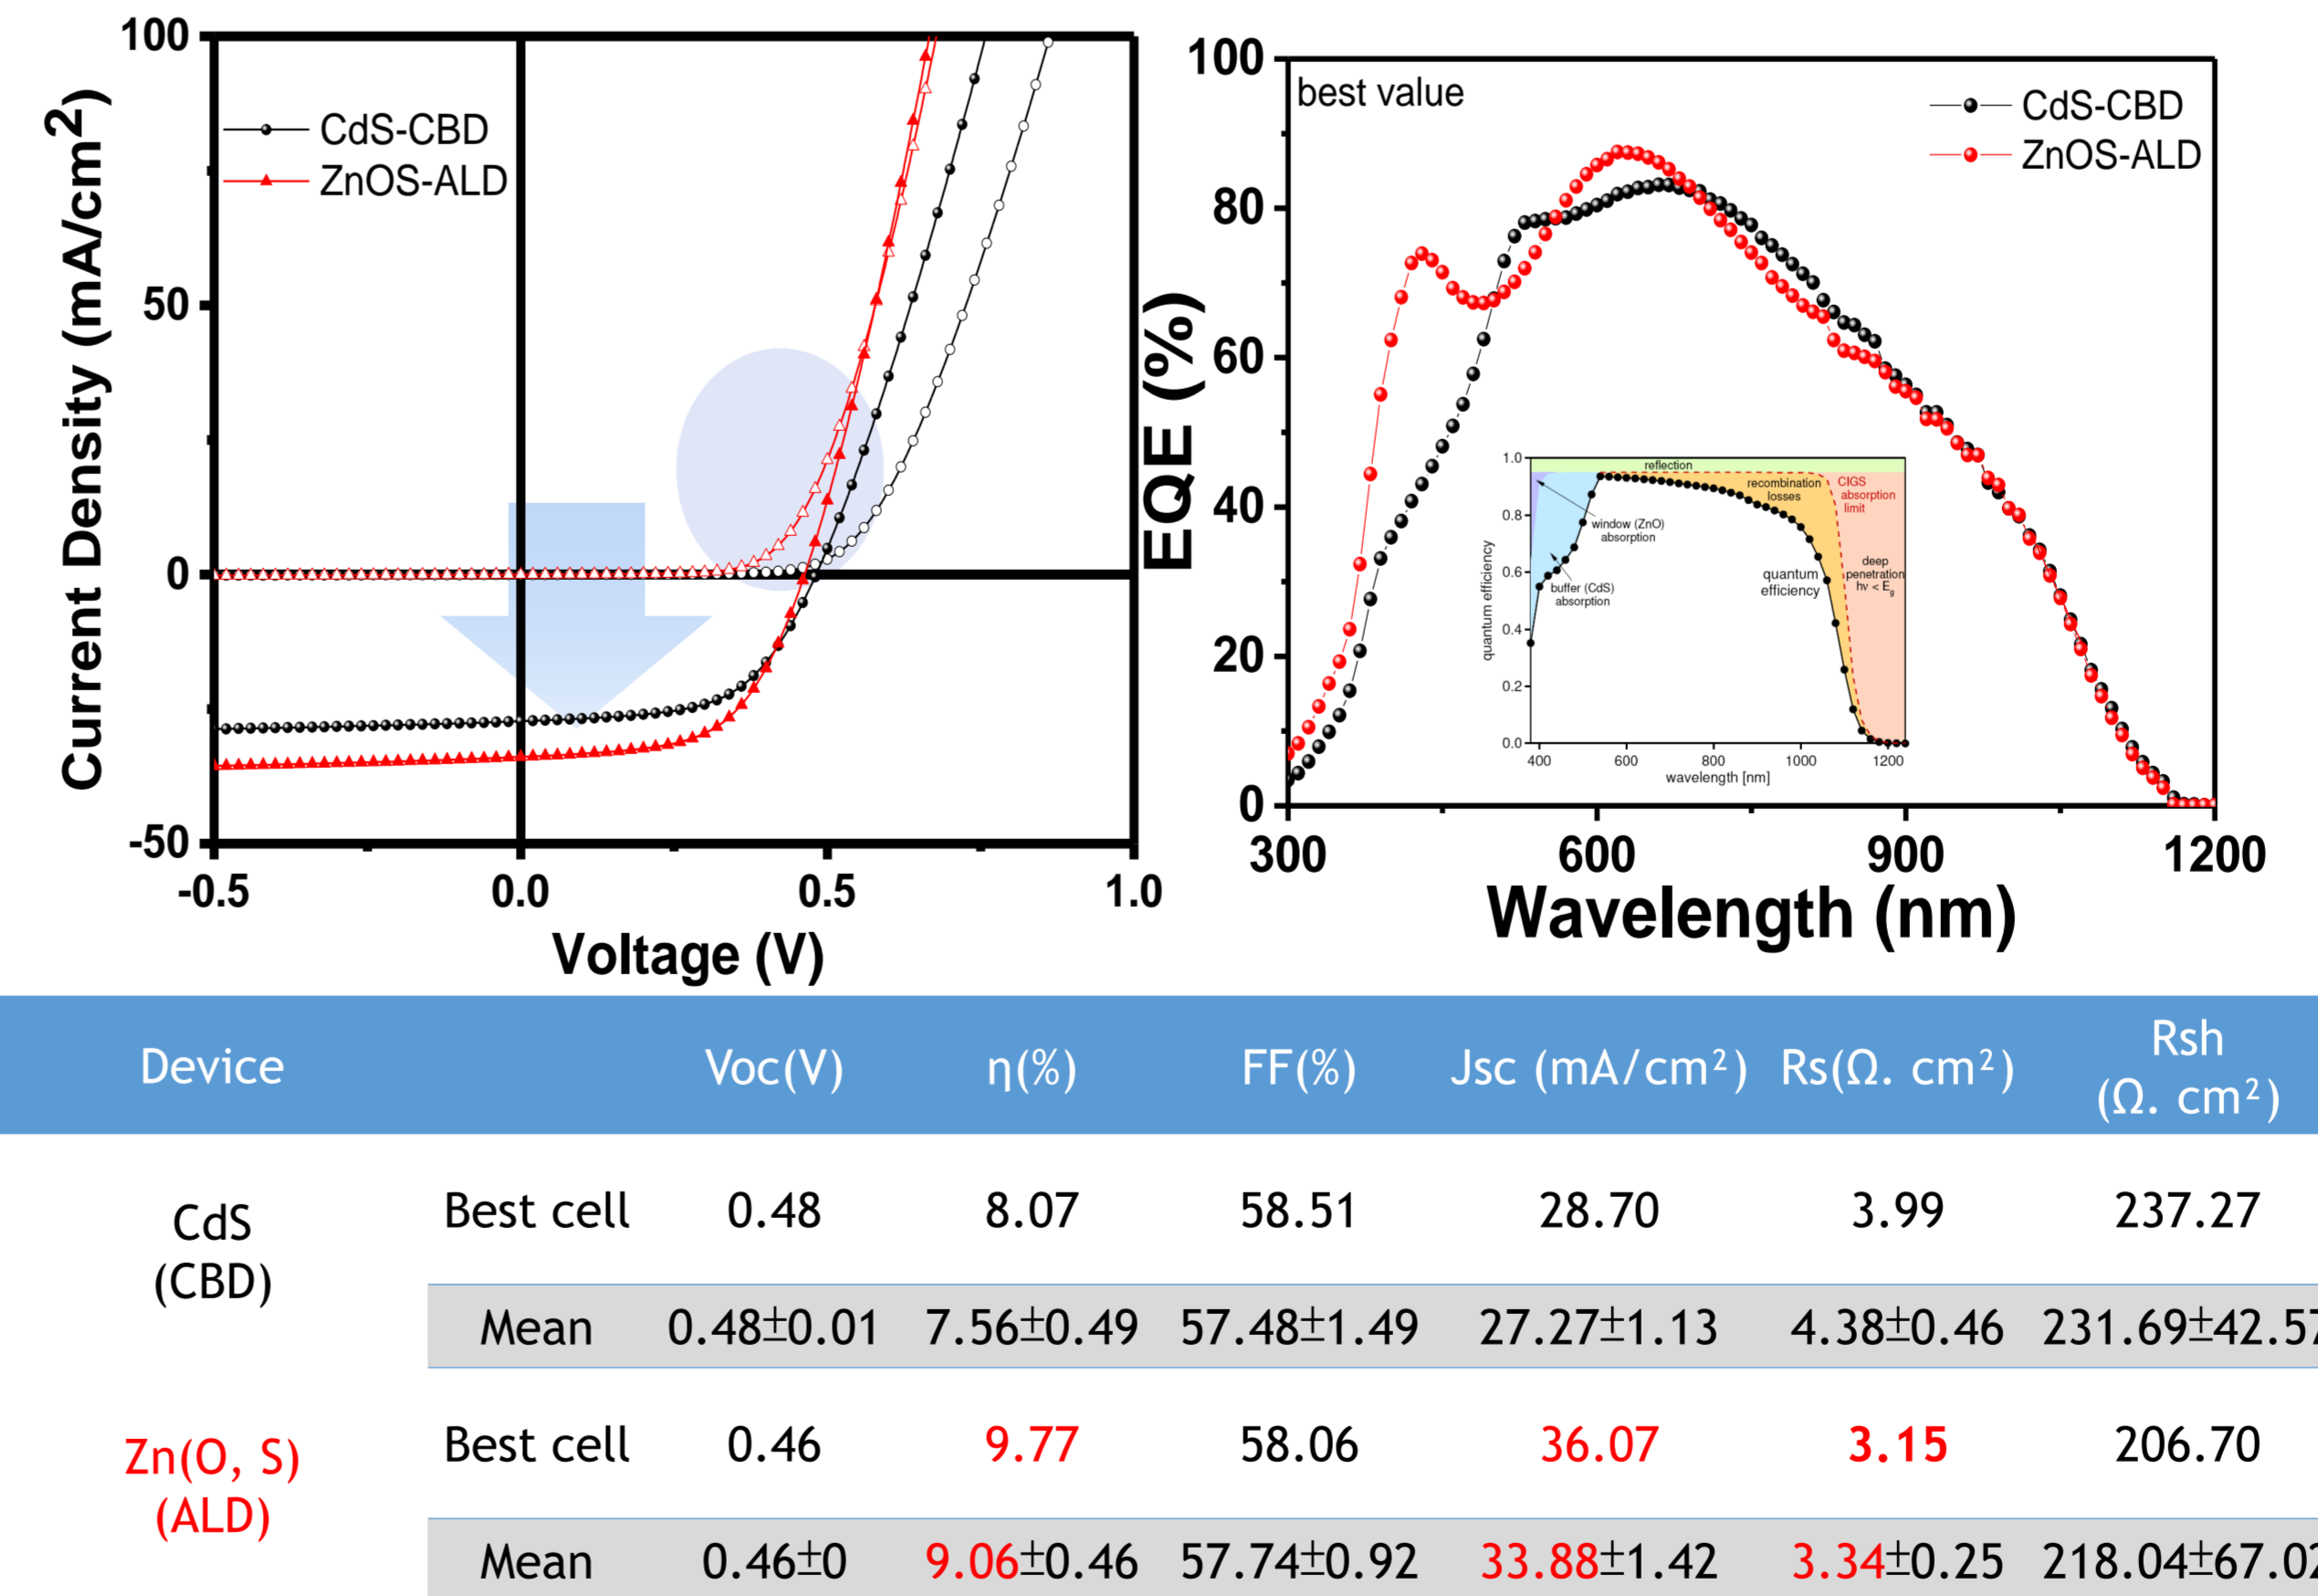 100
50
0
-50
-0.5
0.0
0.5
1.0
Current Density (mA/cm²)
Voltage (V)
CdS-CBD
ZnOS-ALD
100
80
60
40
20
0
300
600
900
1200
EQE (%)
Wavelength (nm)
best value
CdS-CBD
ZnOS-ALD
1.0
0.8
0.6
0.4
0.2
0.0
400
600
800
1000
1200
quantum efficiency
wavelength [nm]
reflection
recombination
losses
CIGS
absorption
limit
window (ZnO)
absorption
buffer (CdS)
absorption
quantum
efficiency
deep
penetration
hν < Eg
Device Voc(V) η(%) FF(%) Jsc (mA/cm²) Rs(Ω. cm²) Rsh
(Ω. cm²)
CdS
(CBD)
Best cell 0.48 8.07 58.51 28.70 3.99 237.27
Mean 0.48±0.01 7.56±0.49 57.48±1.49 27.27±1.13 4.38±0.46 231.69±42.57
Zn(O, S)
(ALD)
Best cell 0.46 9.77 58.06 36.07 3.15 206.70
Mean 0.46±0 9.06±0.46 57.74±0.92 33.88±1.42 3.34±0.25 218.04±67.02